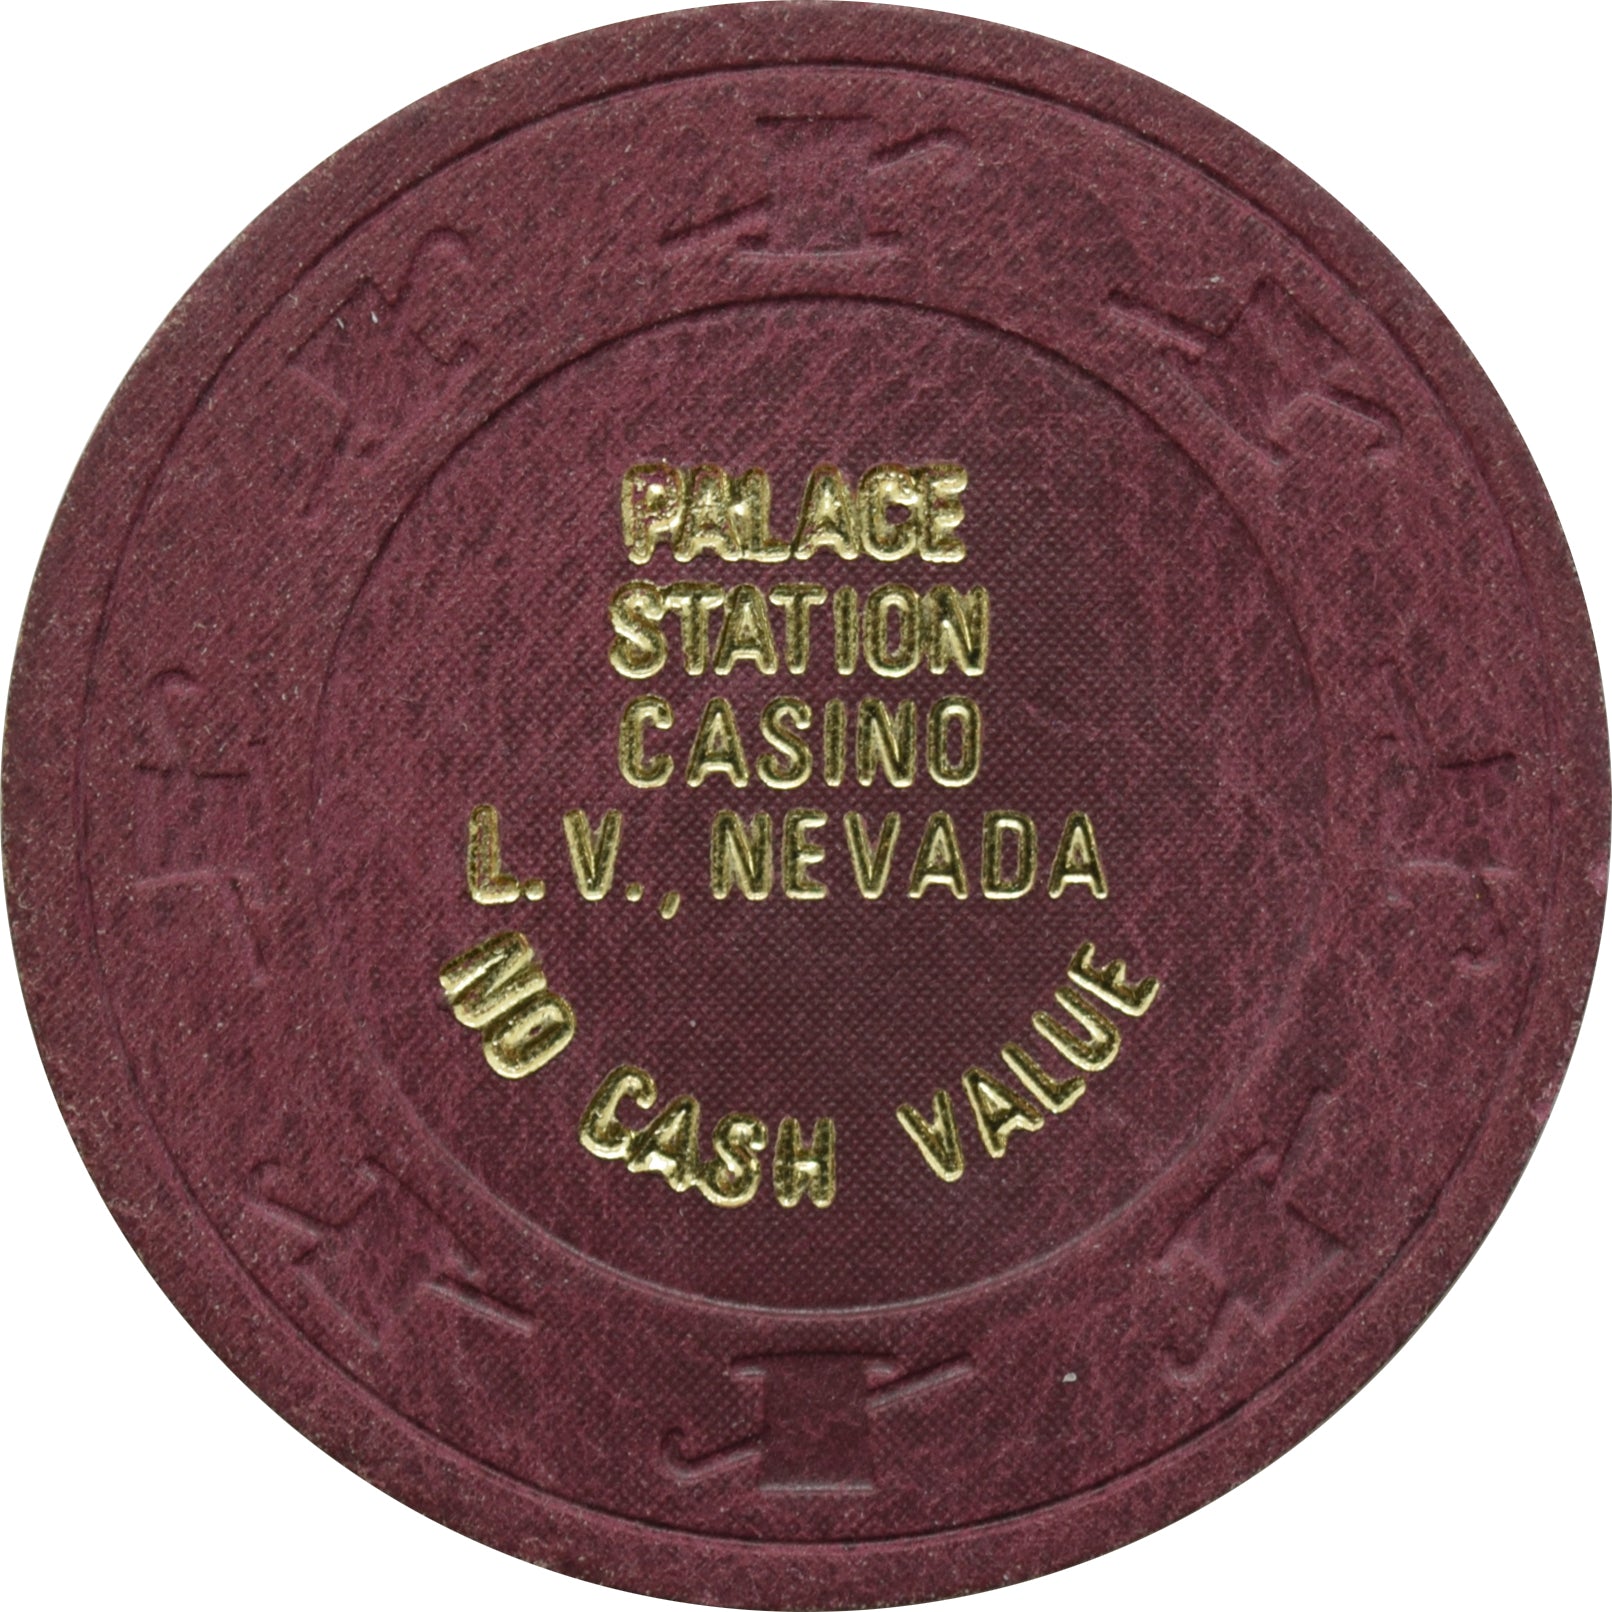 PALACE
STATION
CASINO
L.V., NEVADA
NO CASH VALUE